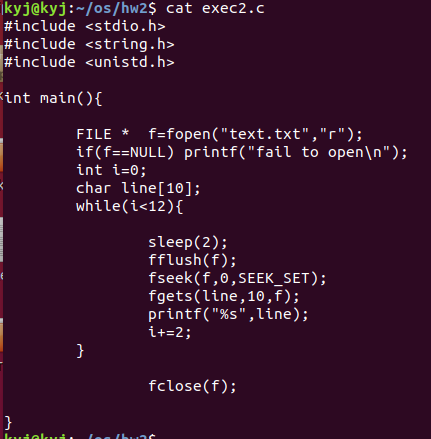 kyj@kyj:~/os/hw2$ cat exec2.c
#include <stdio.h>
#include <string.h>
#include <unistd.h>

int main(){

        FILE *  f=fopen("text.txt","r");
        if(f==NULL) printf("fail to open\n");
        int i=0;
        char line[10];
        while(i<12){

                sleep(2);
                fflush(f);
                fseek(f,0,SEEK_SET);
                fgets(line,10,f);
                printf("%s",line);
                i+=2;
        }

                fclose(f);

}
kyj@kyj:~/os/hw2$